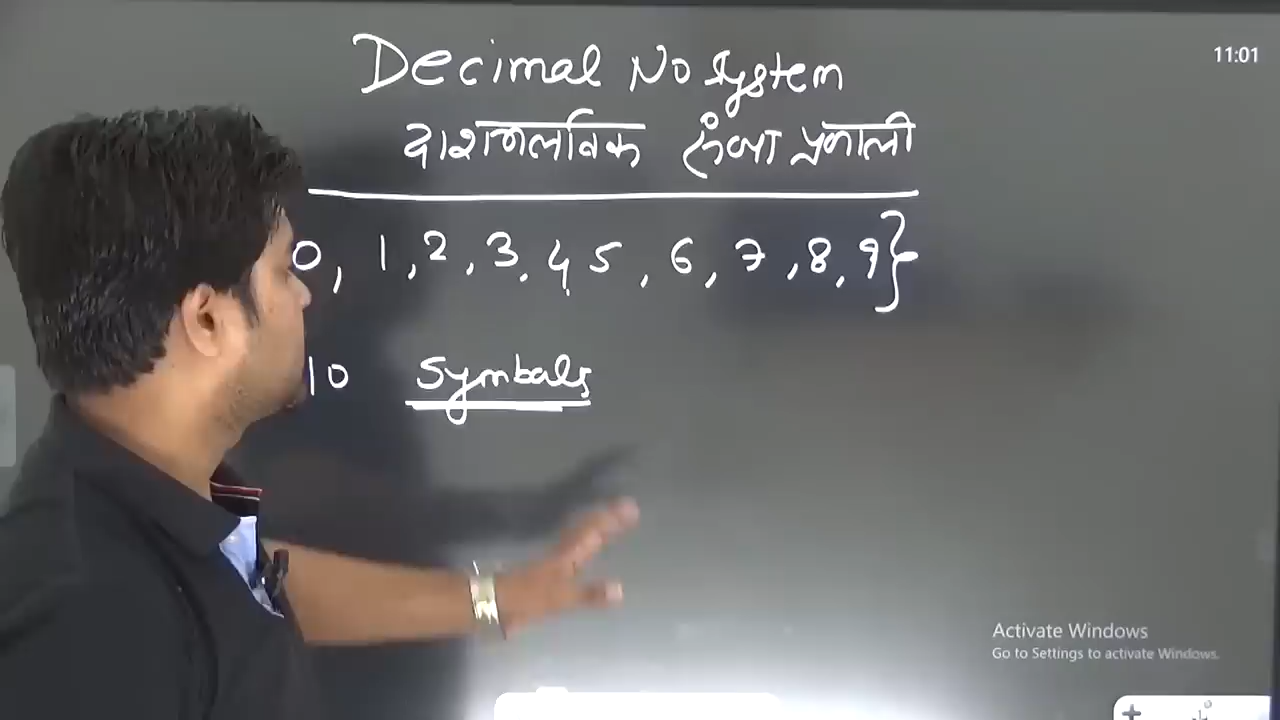 11:01
Decimal No System
दाशमलविक संख्या प्रणाली
0, 1, 2, 3, 4, 5, 6, 7, 8, 9}
10 Symbals
Activate Windows
Go to Settings to activate Windows.